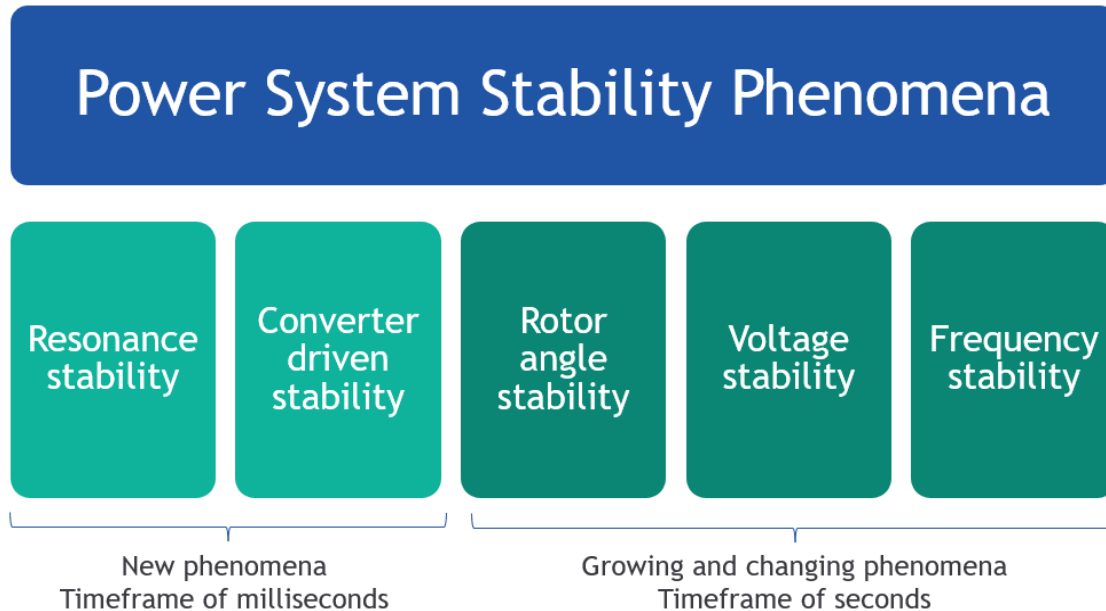 Power System Stability Phenomena
Resonance
stability
Converter
driven
stability
Rotor
angle
stability
Voltage
stability
Frequency
stability
New phenomena
Timeframe of milliseconds
Growing and changing phenomena
Timeframe of seconds